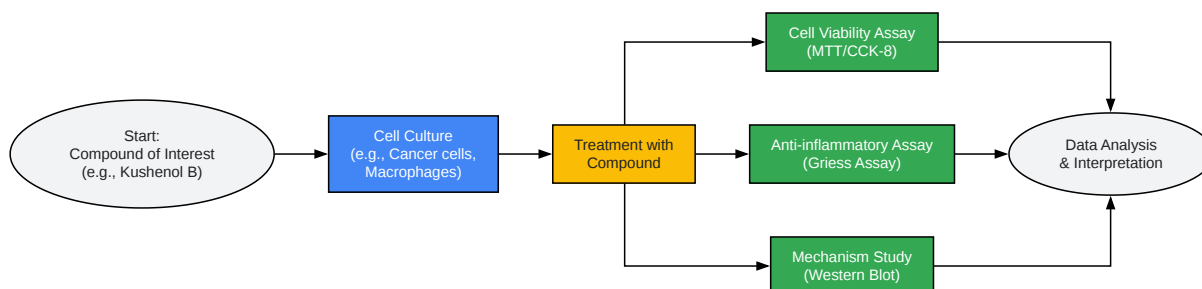 Start:
Compound of Interest
(e.g., Kushenol B)
Cell Culture
(e.g., Cancer cells,
Macrophages)
Treatment with
Compound
Cell Viability Assay
(MTT/CCK-8)
Anti-inflammatory Assay
(Griess Assay)
Mechanism Study
(Western Blot)
Data Analysis
& Interpretation